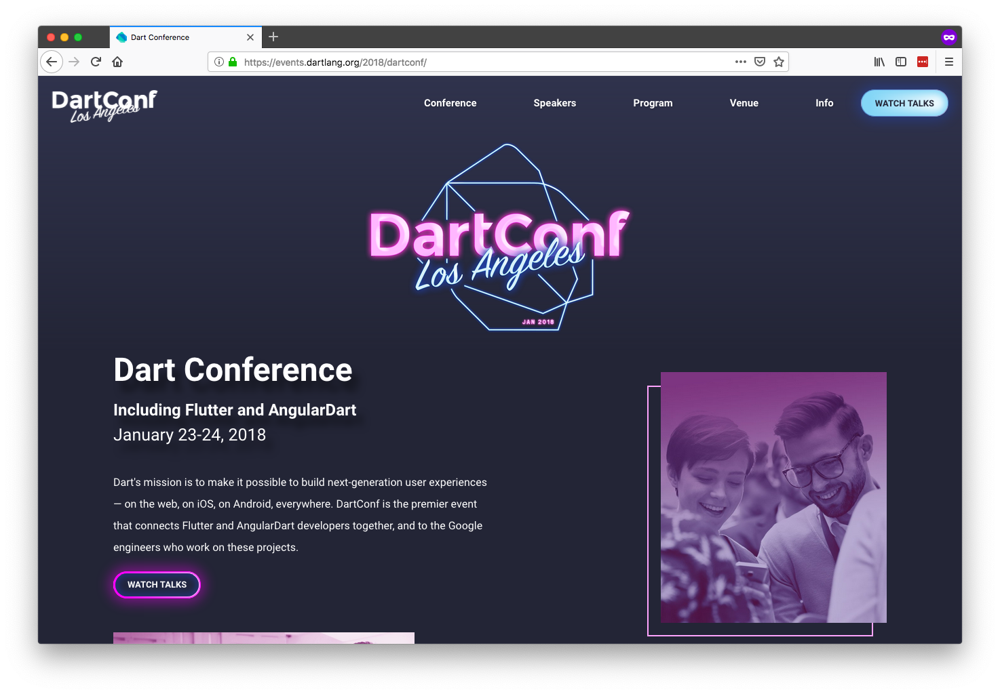 Dart Conference
https://events.dartlang.org/2018/dartconf/
DartConf
Los Angeles
Conference
Speakers
Program
Venue
Info
WATCH TALKS
DartConf
Los Angeles
JAN 2018
Dart Conference
Including Flutter and AngularDart
January 23-24, 2018
Dart's mission is to make it possible to build next-generation user experiences
— on the web, on iOS, on Android, everywhere. DartConf is the premier event
that connects Flutter and AngularDart developers together, and to the Google
engineers who work on these projects.
WATCH TALKS